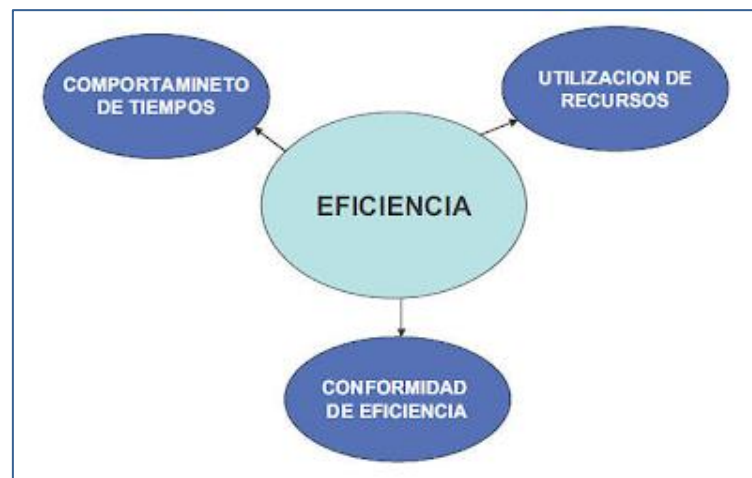 COMPORTAMINETO
DE TIEMPOS
UTILIZACION DE
RECURSOS
EFICIENCIA
CONFORMIDAD
DE EFICIENCIA